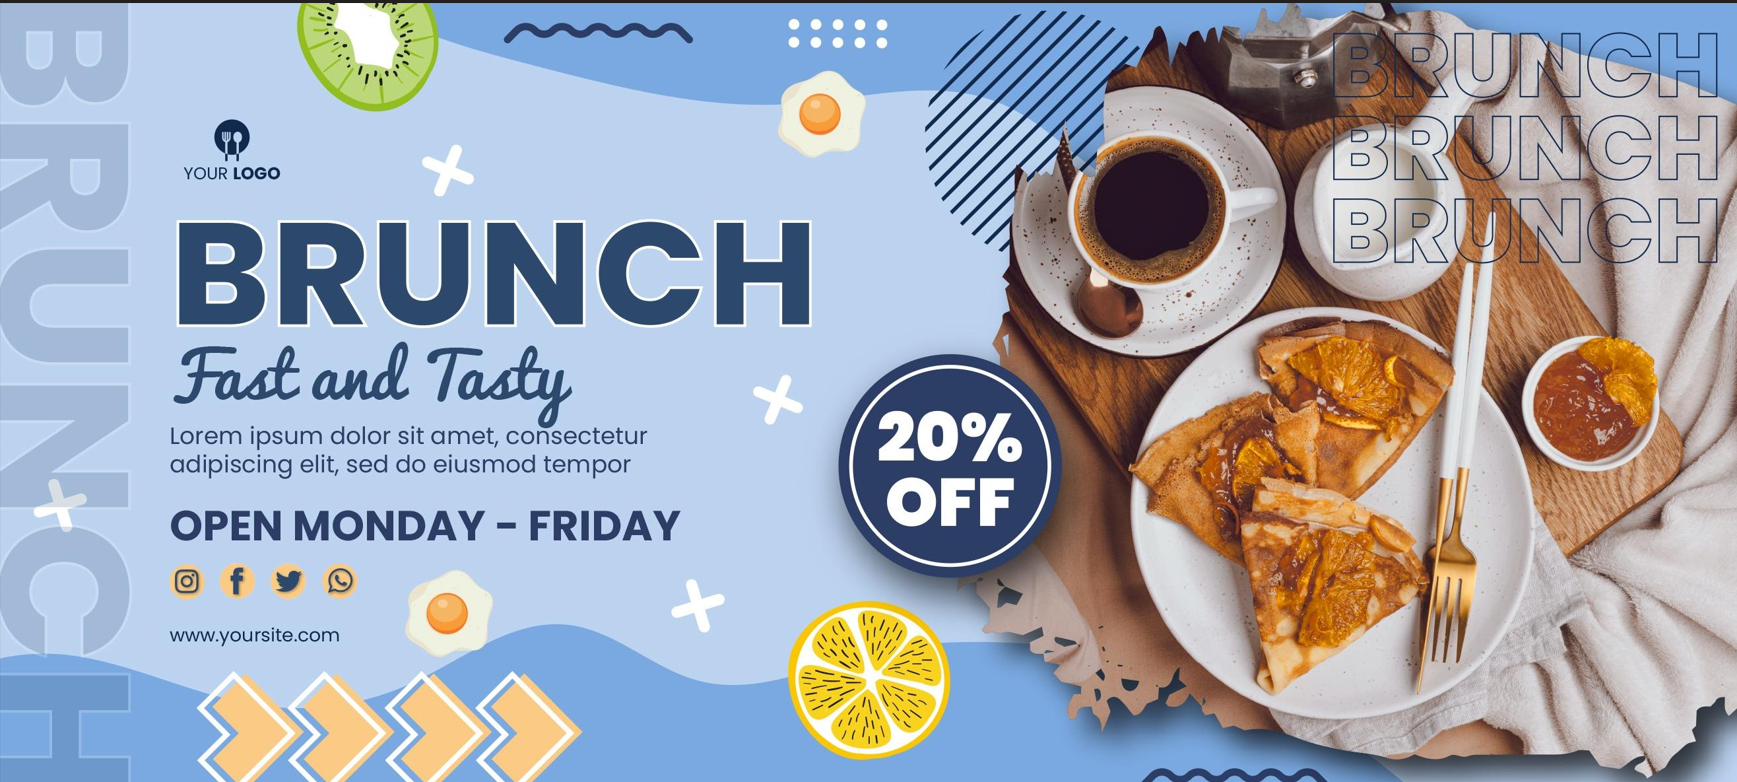 BRUNCH
YOUR LOGO
BRUNCH
Fast and Tasty
Lorem ipsum dolor sit amet, consectetur
adipiscing elit, sed do eiusmod tempor
OPEN MONDAY - FRIDAY
www.yoursite.com
20%
OFF
BRUNCH
BRUNCH
BRUNCH